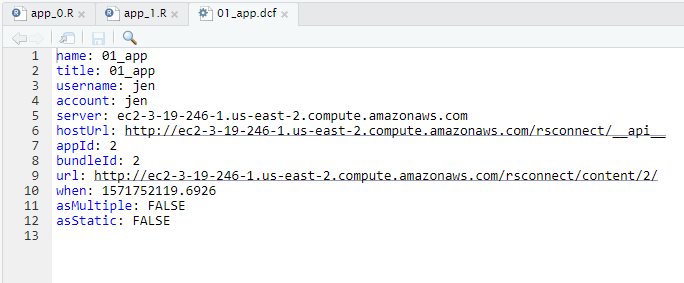 app_0.R app_1.R 01_app.dcf
1 name: 01_app
2 title: 01_app
3 username: jen
4 account: jen
5 server: ec2-3-19-246-1.us-east-2.compute.amazonaws.com
6 hostUrl: http://ec2-3-19-246-1.us-east-2.compute.amazonaws.com/rsconnect/__api__
7 appId: 2
8 bundleId: 2
9 url: http://ec2-3-19-246-1.us-east-2.compute.amazonaws.com/rsconnect/content/2/
10 when: 1571752119.6926
11 asMultiple: FALSE
12 asStatic: FALSE
13